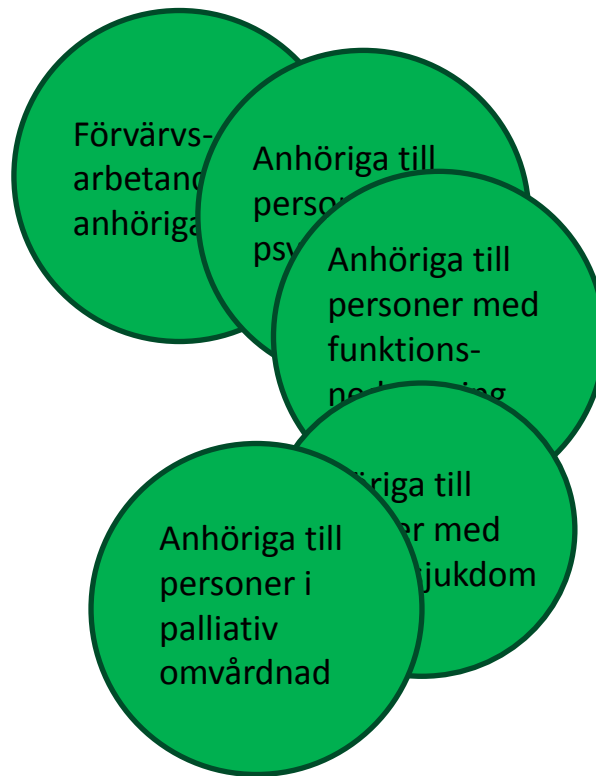 Förvärvs-
anhöriga
Anhöriga till
Anhöriga till
personer med
funktions-
till
med
Anhöriga till
personer i
palliativ
omvårdnad